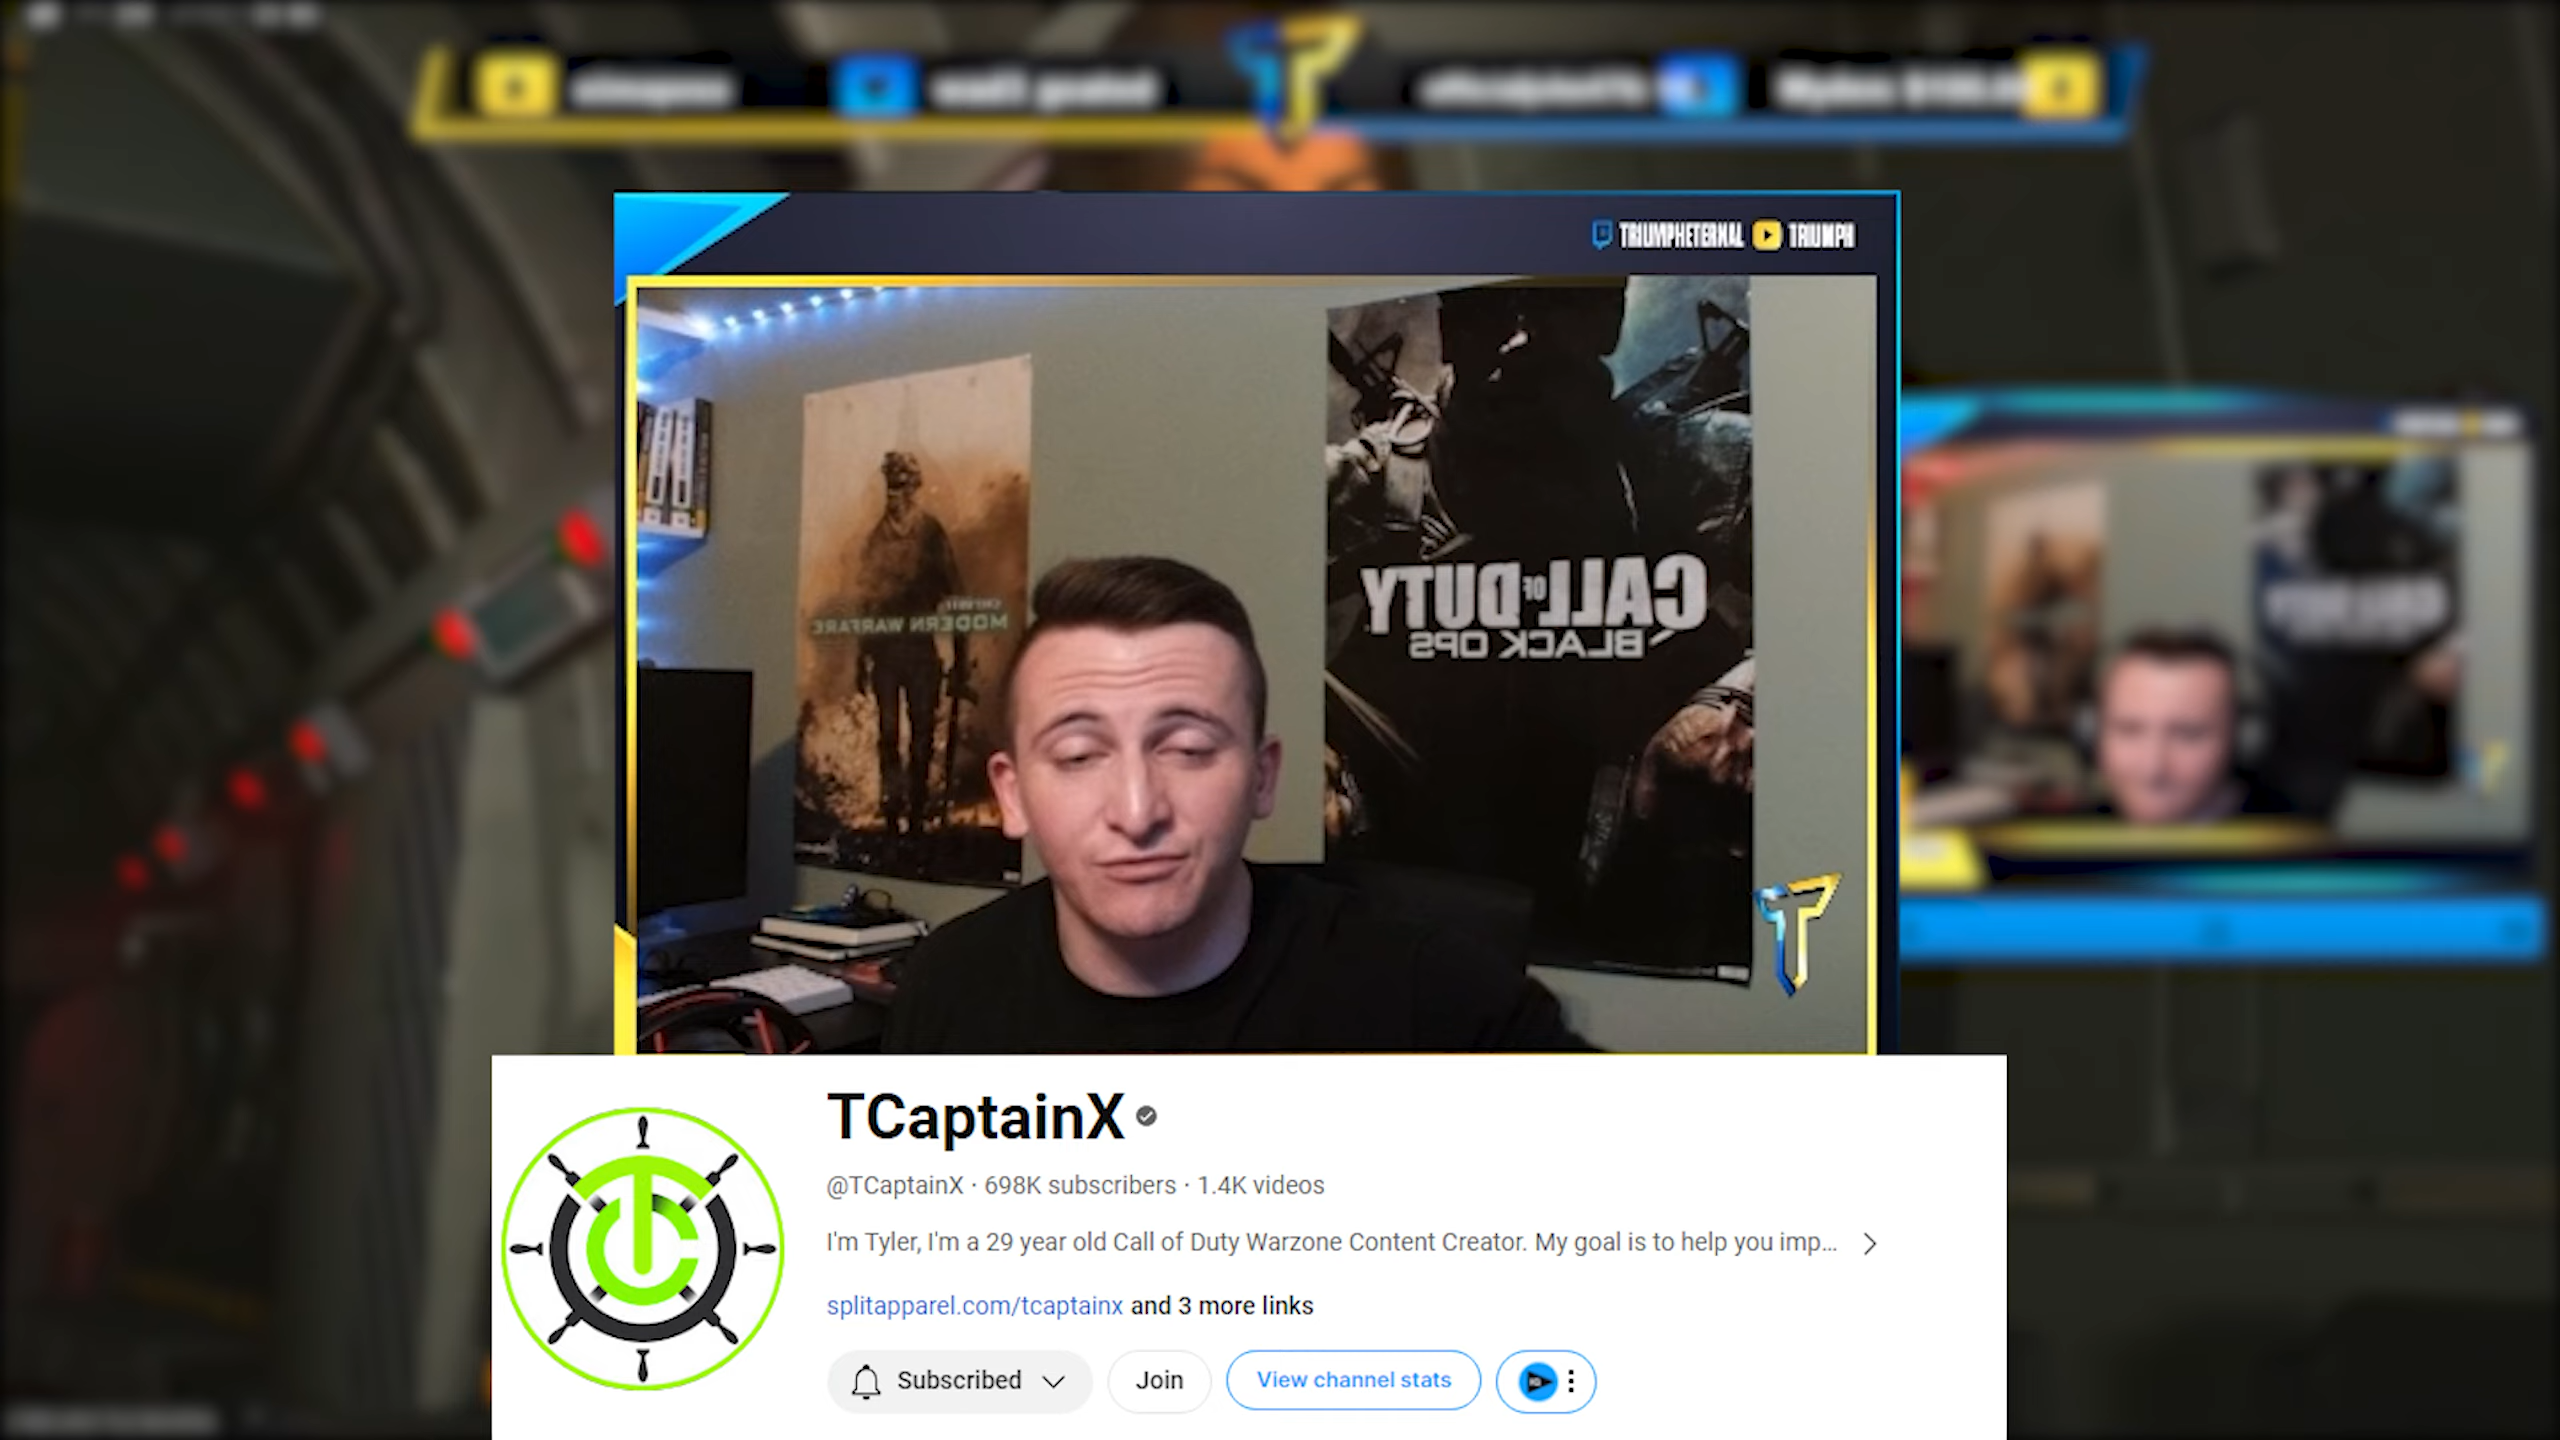 TRIUMPHETERNAL TRIUMPH
CALL OF DUTY
MODERN WARFARE
BLACK OPS
TCaptainX
@TCaptainX · 698K subscribers · 1.4K videos
I'm Tyler, I'm a 29 year old Call of Duty Warzone Content Creator. My goal is to help you imp...
splitapparel.com/tcaptainx and 3 more links
Subscribed Join View channel stats